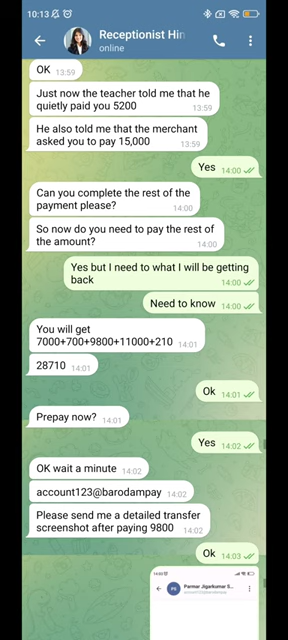 10:13
Receptionist Hin
online
OK 13:59
Just now the teacher told me that he
quietly paid you 5200 13:59
He also told me that the merchant
asked you to pay 15,000 13:59
Yes 14:00
Can you complete the rest of the
payment please? 14:00
So now do you need to pay the rest of
the amount? 14:00
Yes but I need to what I will be getting
back 14:00
Need to know 14:00
You will get
7000+700+9800+11000+210 14:01
28710 14:01
Ok 14:01
Prepay now? 14:01
Yes 14:02
OK wait a minute 14:02
account123@barodampay 14:02
Please send me a detailed transfer
screenshot after paying 9800 14:02
Ok 14:03
PS
Parmar Jigarkumar S...
account123@barodampay